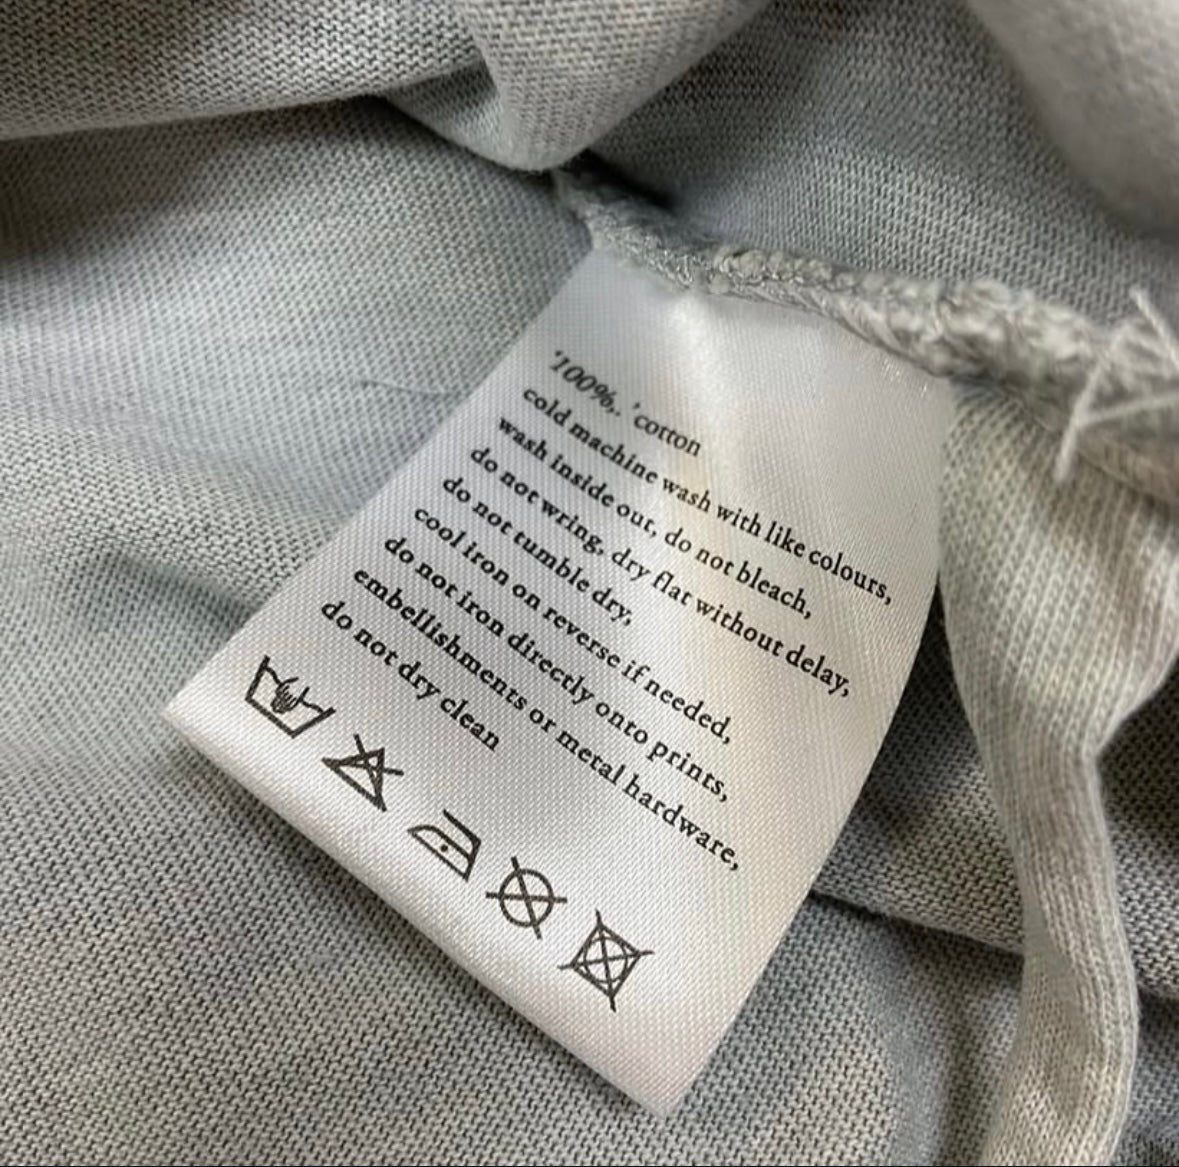 '100%,. 'cotton
cold machine wash with like colours,
wash inside out, do not bleach,
do not wring, dry flat without delay,
do not tumble dry,
cool iron on reverse if needed,
do not iron directly onto prints,
embellishments or metal hardware,
do not dry clean